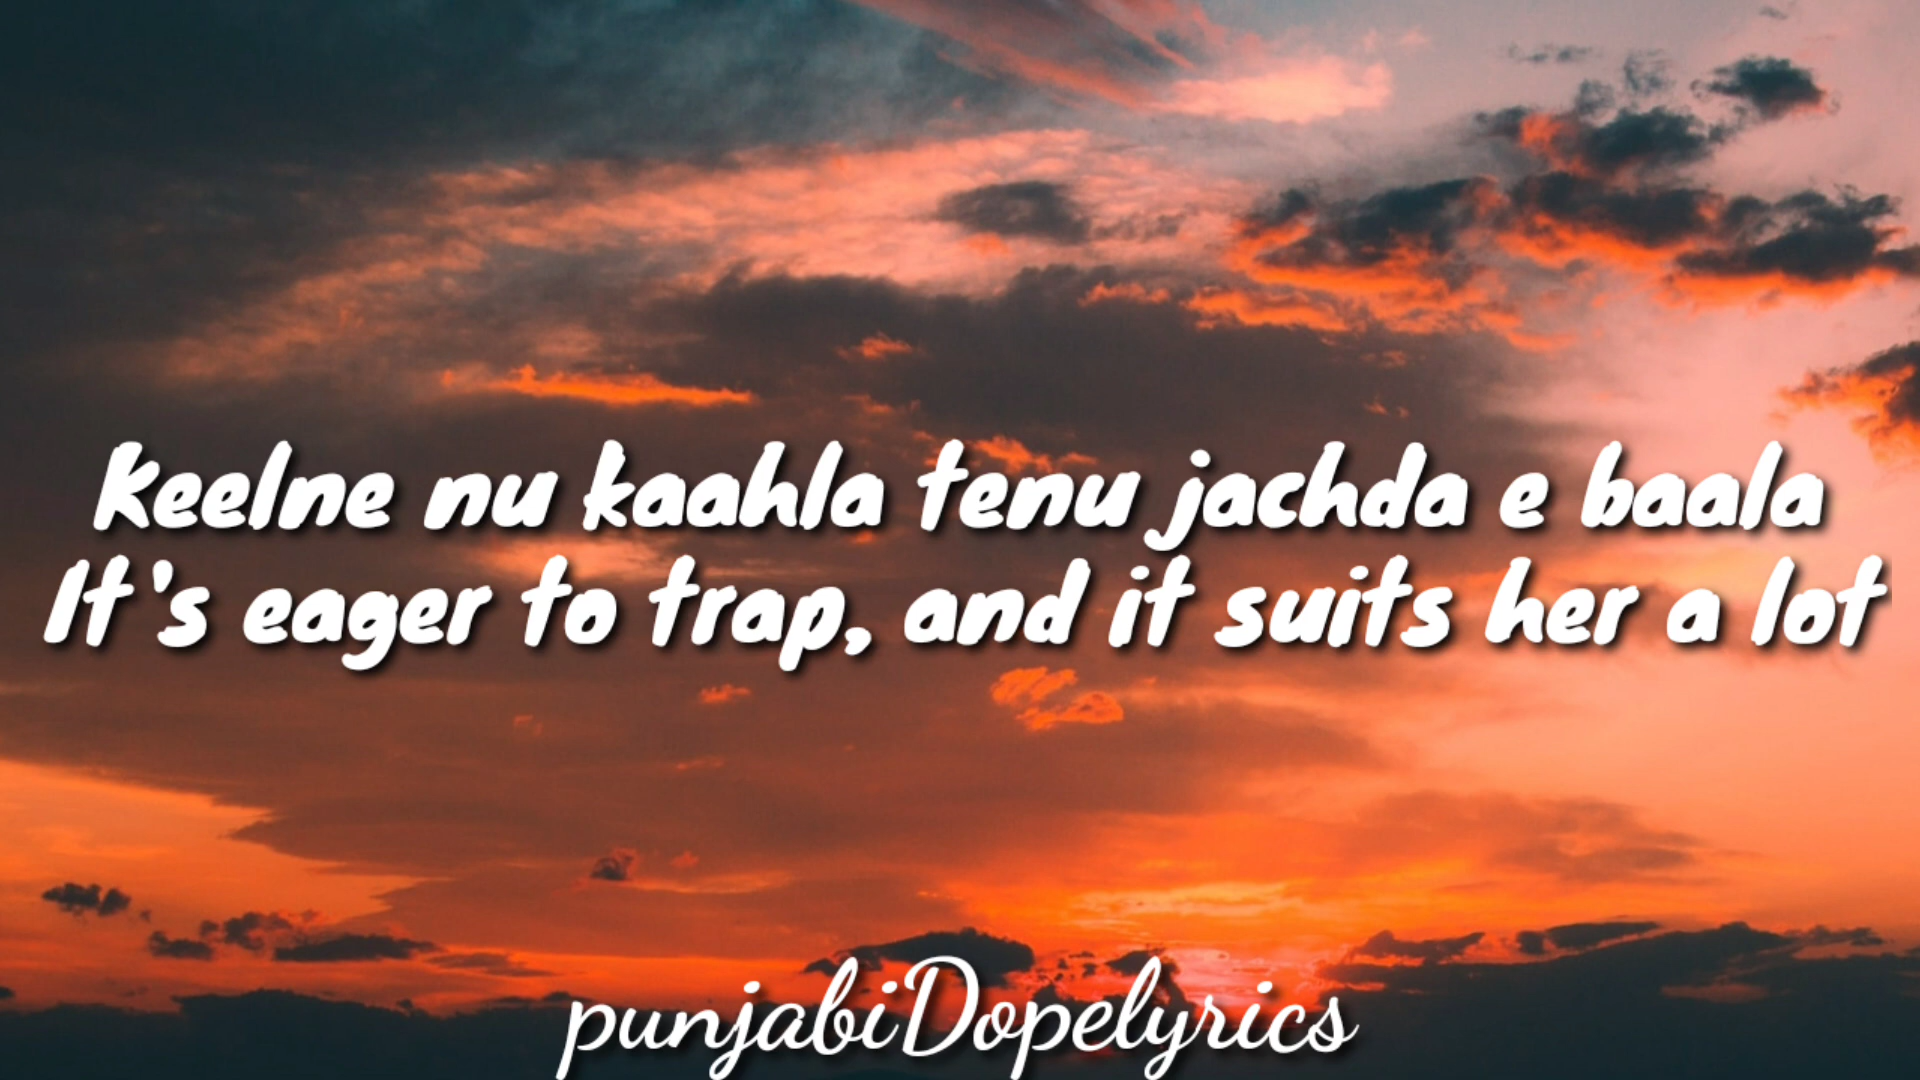 Keelne nu kaahla tenu jachda e baala
It's eager to trap, and it suits her a lot
punjabiDopelyrics